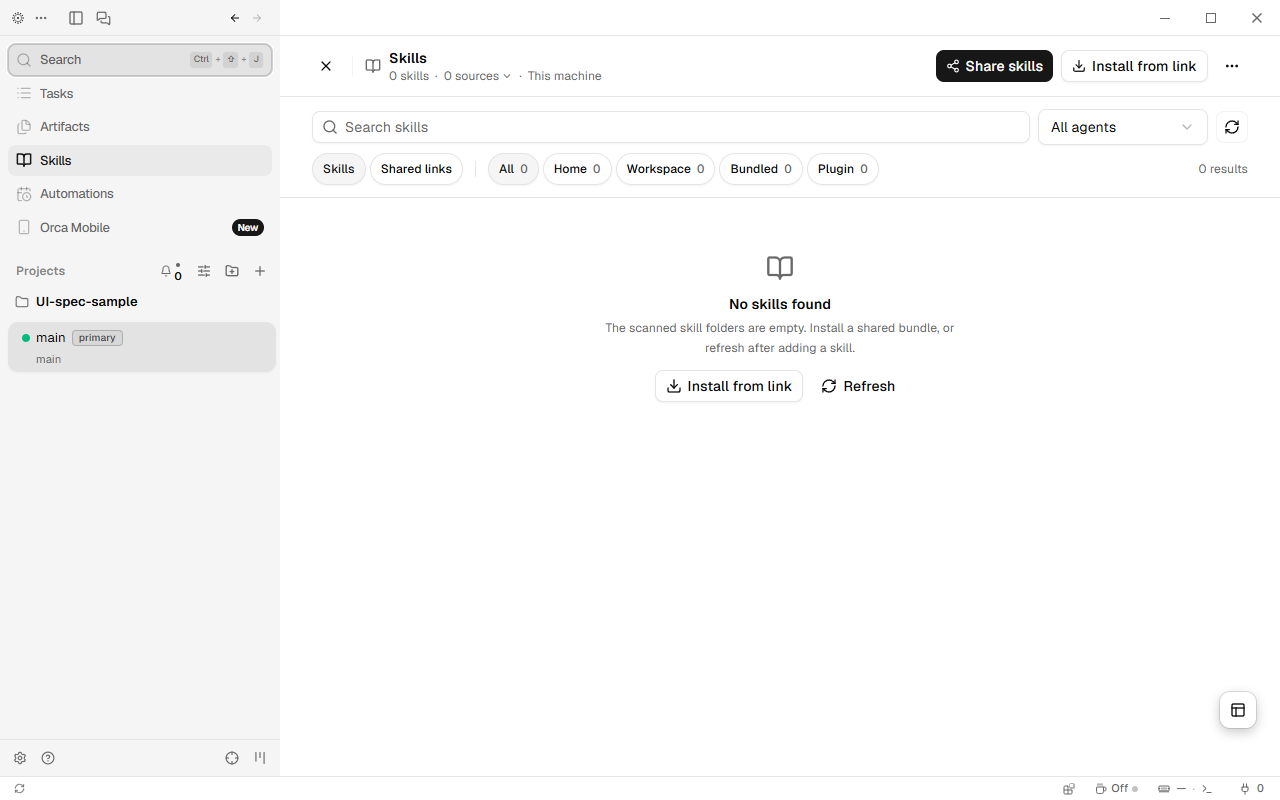 Search Ctrl + ⇧ + J
Tasks
Artifacts
Skills
Automations
Orca Mobile New
Projects 0
UI-spec-sample
main primary
main
Skills
0 skills · 0 sources · This machine
Share skills
Install from link
Search skills
All agents
Skills
Shared links
All 0
Home 0
Workspace 0
Bundled 0
Plugin 0
0 results
No skills found
The scanned skill folders are empty. Install a shared bundle, or
refresh after adding a skill.
Install from link
Refresh
Off
— ·
0